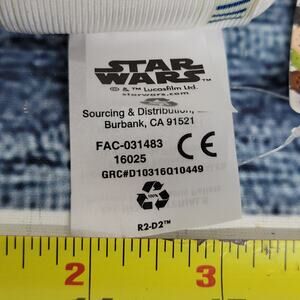 STAR
WARS
© & ™ Lucasfilm Ltd.
starwars.com
Sourcing & Distribution,
Burbank, CA 91521
FAC-031483
16025
CE
GRC#D10316Q10449
100%
R2-D2™
2
3